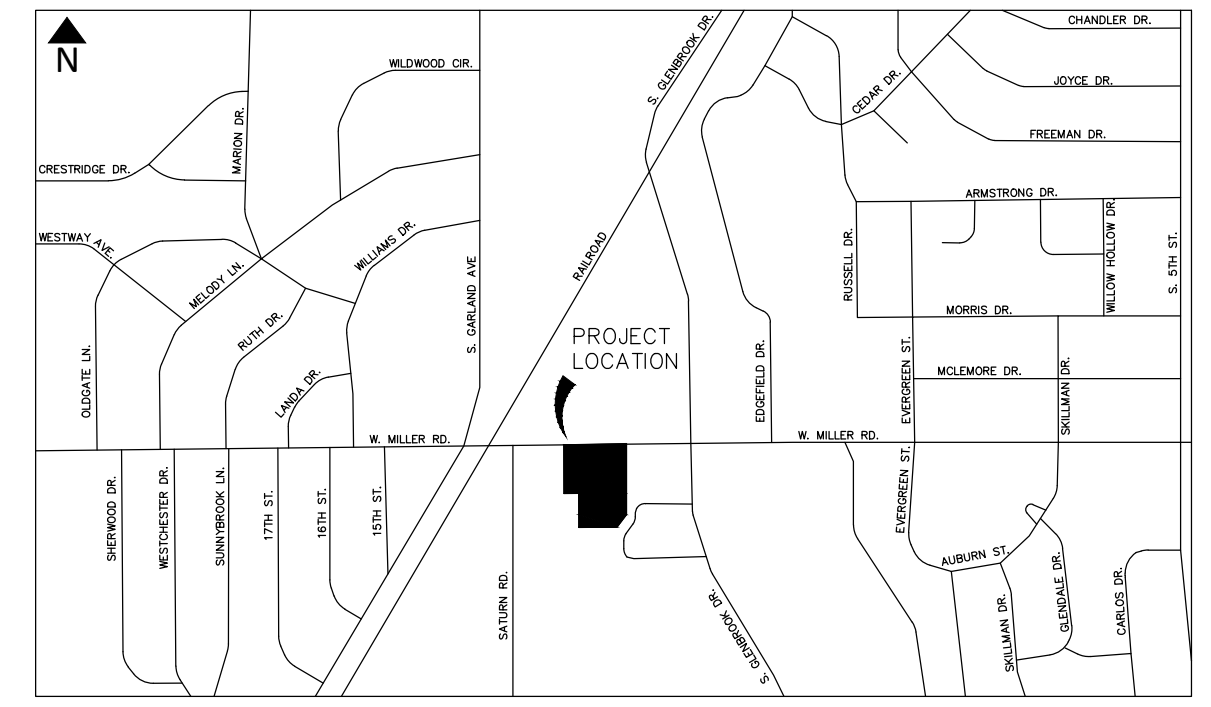 N
CHANDLER DR.
WILDWOOD CIR.
S. GLENBROOK DR.
JOYCE DR.
CEDAR DR.
FREEMAN DR.
MARION DR.
CRESTRIDGE DR.
ARMSTRONG DR.
WESTWAY AVE.
WILLIAMS DR.
RAILROAD
RUSSELL DR.
WILLOW HOLLOW DR.
S. 5TH ST.
MELODY LN.
S. GARLAND AVE
MORRIS DR.
RUTH DR.
PROJECT
LOCATION
OLDGATE LN.
LANDA DR.
EDGEFIELD DR.
EVERGREEN ST.
MCLEMORE DR.
SKILLMAN DR.
W. MILLER RD.
W. MILLER RD.
SHERWOOD DR.
WESTCHESTER DR.
SUNNYBROOK LN.
17TH ST.
16TH ST.
15TH ST.
EVERGREEN ST.
AUBURN ST.
SATURN RD.
S. GLENBROOK DR.
SKILLMAN DR.
GLENDALE DR.
CARLOS DR.